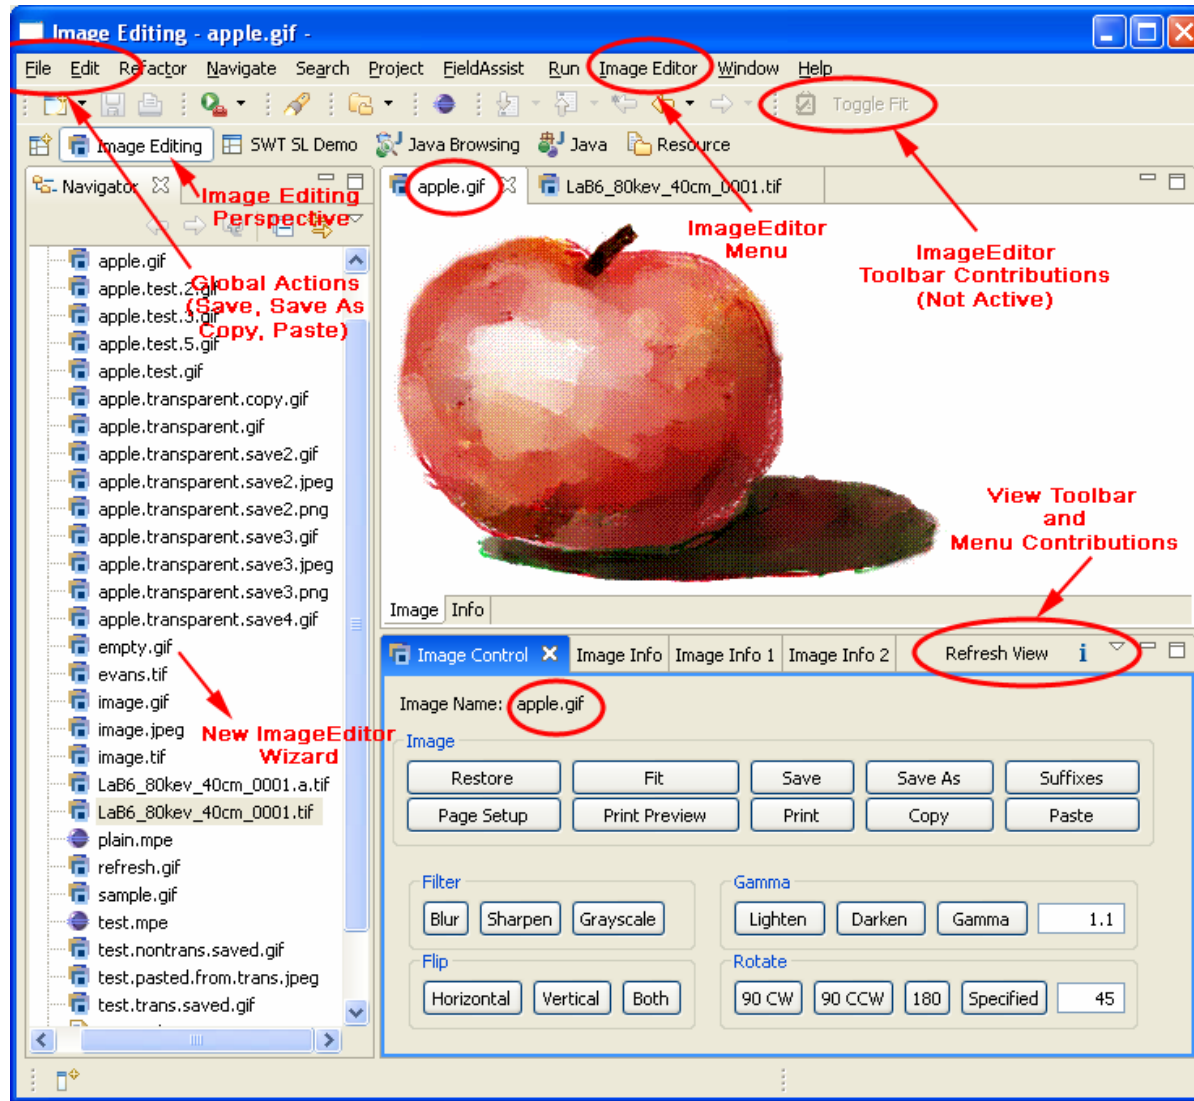 Image Editing - apple.gif -
File Edit Refactor Navigate Search Project FieldAssist Run Image Editor Window Help
Toggle Fit
Image Editing SWT SL Demo Java Browsing Java Resource
Navigator
apple.gif LaB6_80kev_40cm_0001.tif
Image Editing
Perspective
ImageEditor
Menu
ImageEditor
Toolbar Contributions
(Not Active)
Global Actions
(Save, Save As
Copy, Paste)
apple.gif
apple.test.2.gif
apple.test.3.gif
apple.test.5.gif
apple.test.gif
apple.transparent.copy.gif
apple.transparent.gif
apple.transparent.save2.gif
apple.transparent.save2.jpeg
apple.transparent.save2.png
apple.transparent.save3.gif
apple.transparent.save3.jpeg
apple.transparent.save3.png
apple.transparent.save4.gif
empty.gif
evans.tif
image.gif
image.jpeg
image.tif
LaB6_80kev_40cm_0001.a.tif
LaB6_80kev_40cm_0001.tif
plain.mpe
refresh.gif
sample.gif
test.mpe
test.nontrans.saved.gif
test.pasted.from.trans.jpeg
test.trans.saved.gif
New ImageEditor
Wizard
View Toolbar
and
Menu Contributions
Image Info
Image Control Image Info Image Info 1 Image Info 2 Refresh View i
Image Name: apple.gif
Image
Restore Fit Save Save As Suffixes
Page Setup Print Preview Print Copy Paste
Filter
Blur Sharpen Grayscale
Gamma
Lighten Darken Gamma 1.1
Flip
Horizontal Vertical Both
Rotate
90 CW 90 CCW 180 Specified 45